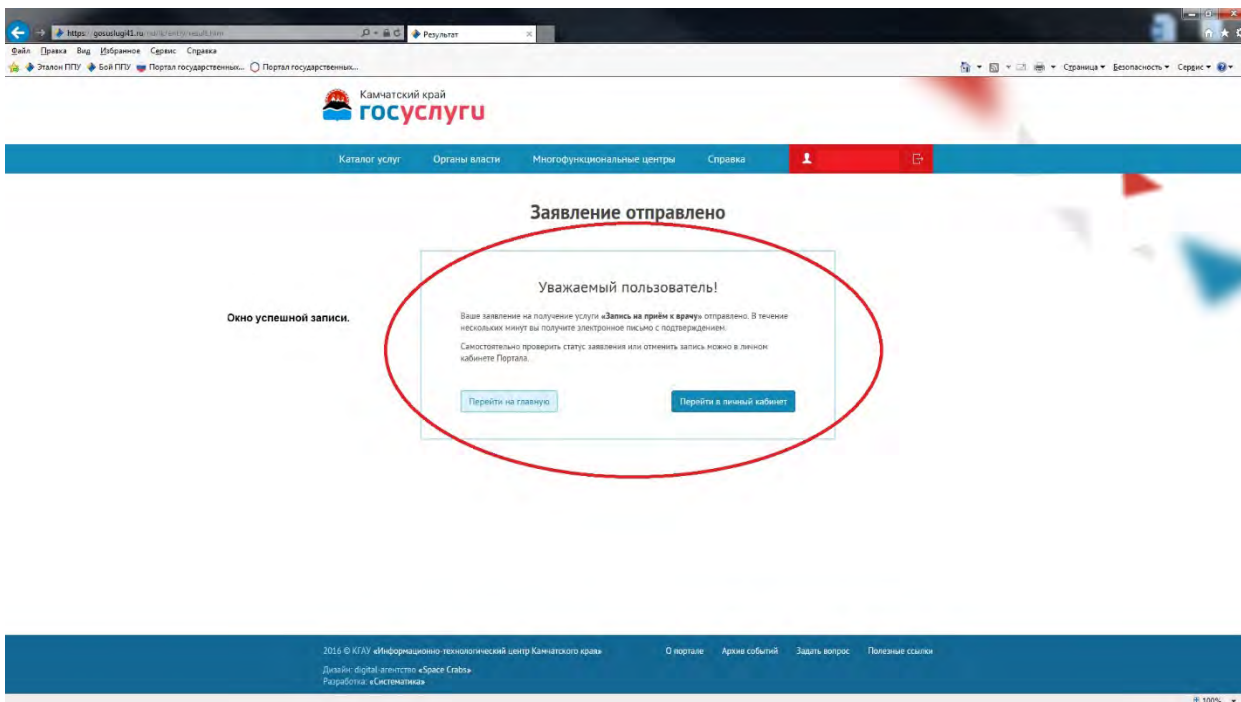 https://gosuslugi41.ru
Результат
Файл Правка Вид Избранное Сервис Справка
Эталон ППУ Бой ППУ Портал государственных... Портал государственных...
Страница Безопасность Сервис
Камчатский край
госуслуги
Каталог услуг Органы власти Многофункциональные центры Справка
Заявление отправлено
Уважаемый пользователь!
Окно успешной записи.
Ваше заявление на получение услуги «Запись на приём к врачу» отправлено. В течение
нескольких минут вы получите электронное письмо с подтверждением.
Самостоятельно проверить статус заявления или отменить запись можно в личном
кабинете Портала.
Перейти на главную Перейти в личный кабинет
2016 © КГАУ «Информационно-технологический центр Камчатского края» О портале Архив событий Задать вопрос Полезные ссылки
Дизайн: digital-агентство «Space Crabs»
Разработка: «Систематика»
100%